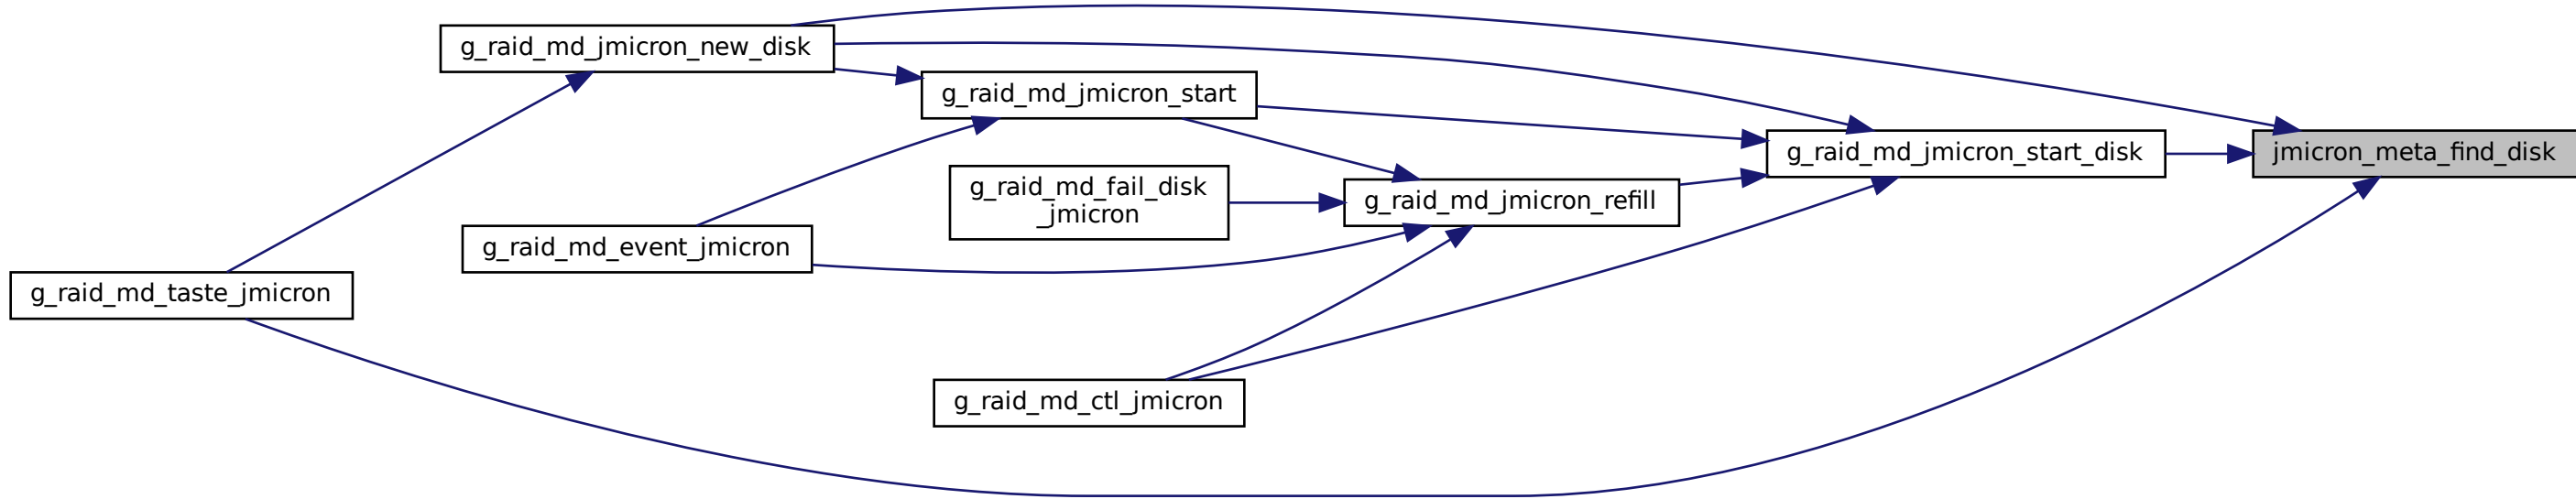 g_raid_md_jmicron_new_disk
g_raid_md_jmicron_start
g_raid_md_jmicron_start_disk
jmicron_meta_find_disk
g_raid_md_fail_disk
_jmicron
g_raid_md_jmicron_refill
g_raid_md_event_jmicron
g_raid_md_taste_jmicron
g_raid_md_ctl_jmicron